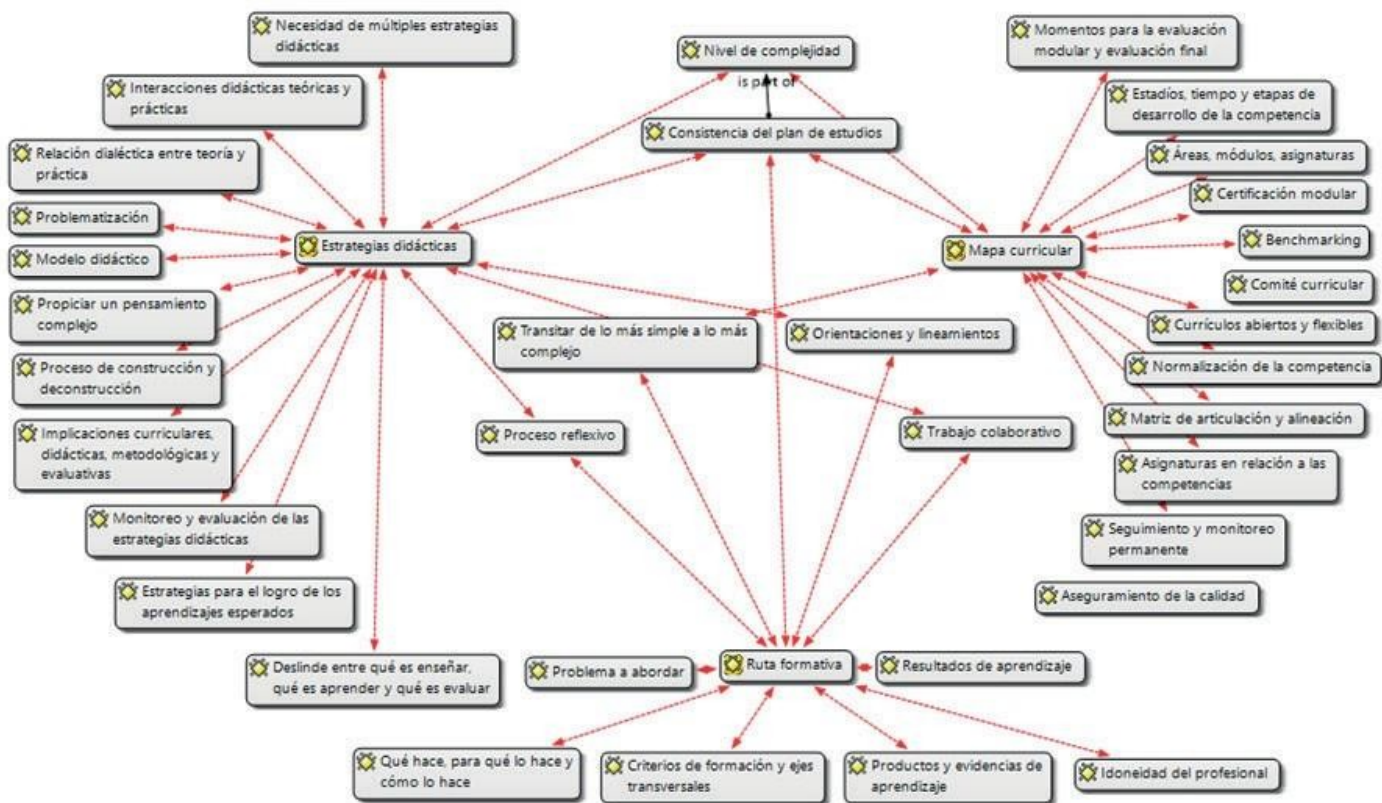 Necesidad de múltiples estrategias
didácticas
Nivel de complejidad
Momentos para la evaluación
modular y evaluación final
is part of
Interacciones didácticas teóricas y
prácticas
Estadíos, tiempo y etapas de
desarrollo de la competencia
Consistencia del plan de estudios
Relación dialéctica entre teoría y
práctica
Áreas, módulos, asignaturas
Certificación modular
Problematización
Estrategias didácticas
Mapa curricular
Benchmarking
Modelo didáctico
Comité curricular
Propiciar un pensamiento
complejo
Transitar de lo más simple a lo más
complejo
Orientaciones y lineamientos
Currículos abiertos y flexibles
Proceso de construcción y
deconstrucción
Normalización de la competencia
Implicaciones curriculares,
didácticas, metodológicas y
evaluativas
Proceso reflexivo
Trabajo colaborativo
Matriz de articulación y alineación
Asignaturas en relación a las
competencias
Monitoreo y evaluación de las
estrategias didácticas
Seguimiento y monitoreo
permanente
Estrategias para el logro de los
aprendizajes esperados
Aseguramiento de la calidad
Deslinde entre qué es enseñar,
qué es aprender y qué es evaluar
Problema a abordar
Ruta formativa
Resultados de aprendizaje
Qué hace, para qué lo hace y
cómo lo hace
Criterios de formación y ejes
transversales
Productos y evidencias de
aprendizaje
Idoneidad del profesional